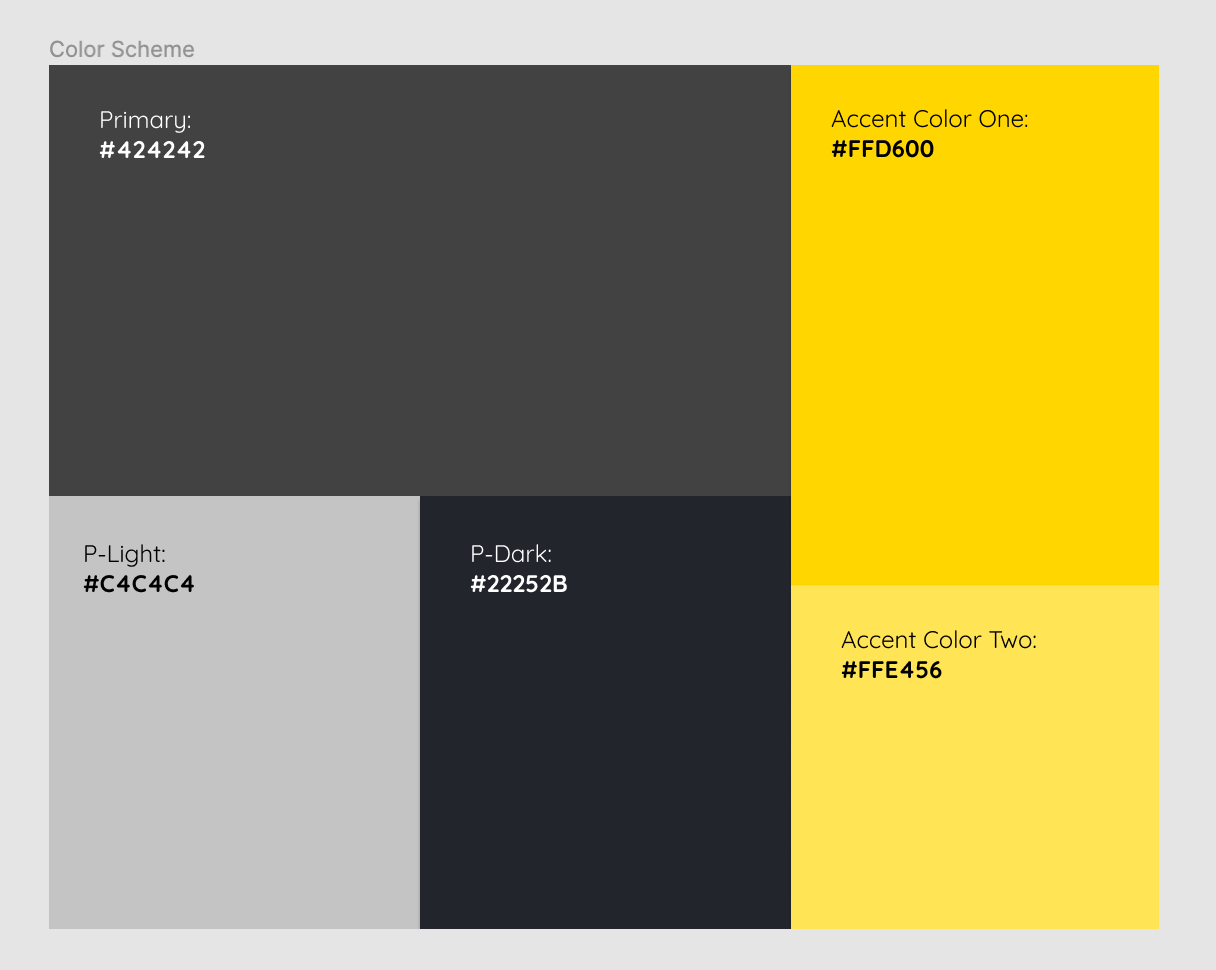 Color Scheme
Primary:
#424242
Accent Color One:
#FFD600
P-Light:
#C4C4C4
P-Dark:
#22252B
Accent Color Two:
#FFE456